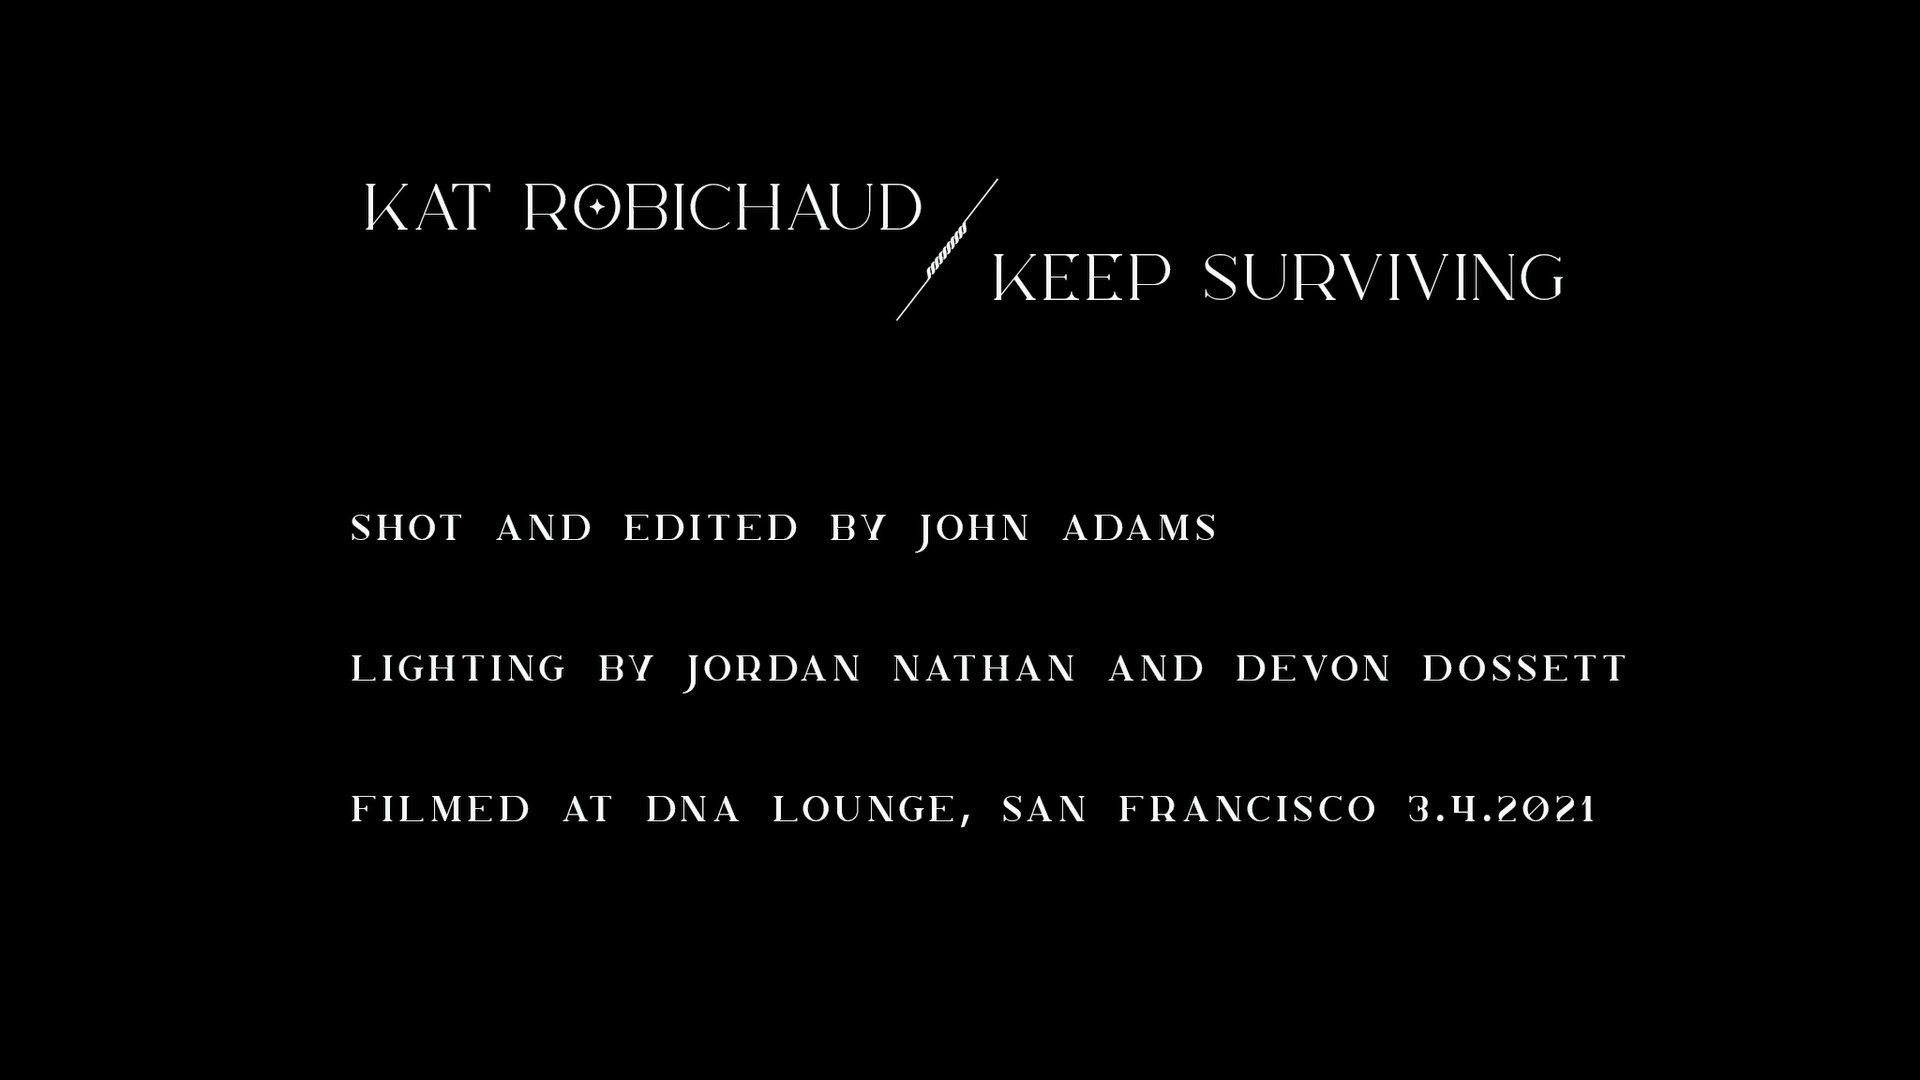 KAT ROBICHAUD
KEEP SURVIVING
SHOT AND EDITED BY JOHN ADAMS
LIGHTING BY JORDAN NATHAN AND DEVON DOSSETT
FILMED AT DNA LOUNGE, SAN FRANCISCO 3.4.2021